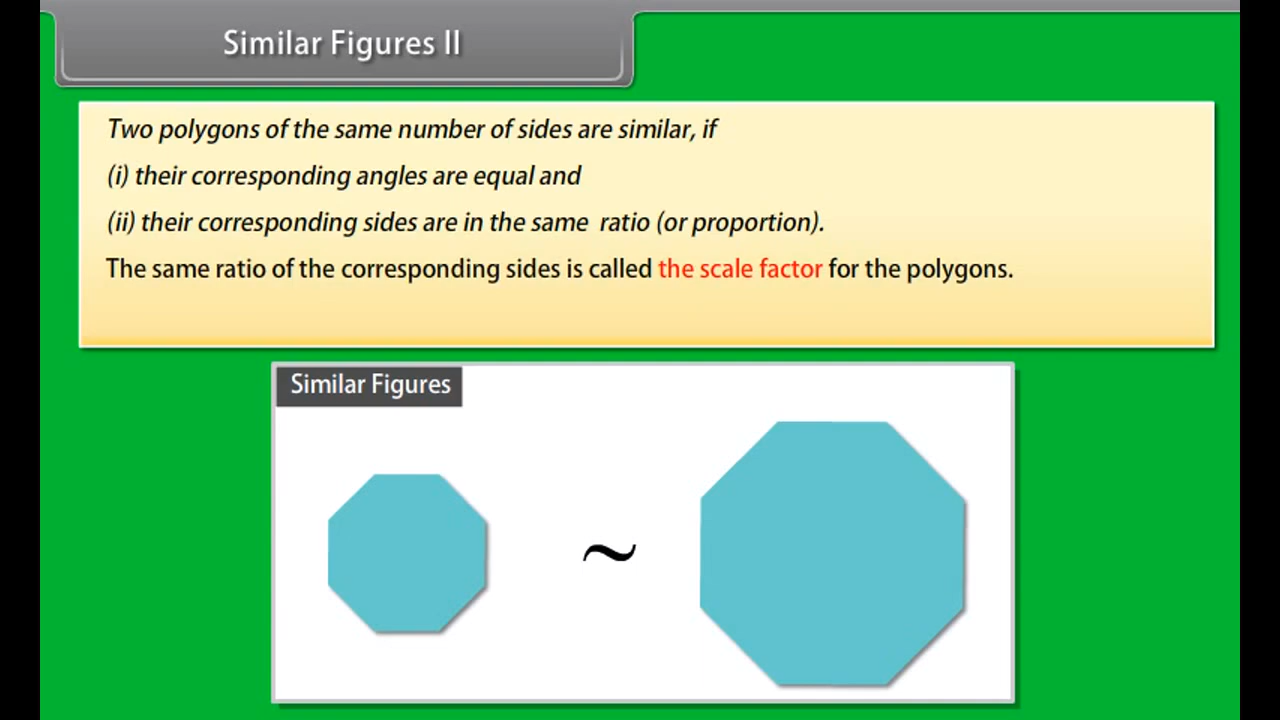 Similar Figures II
Two polygons of the same number of sides are similar, if
(i) their corresponding angles are equal and
(ii) their corresponding sides are in the same ratio (or proportion).
The same ratio of the corresponding sides is called the scale factor for the polygons.
Similar Figures
~